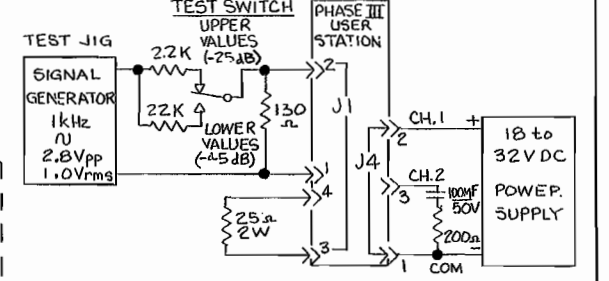 TEST SWITCH
UPPER
VALUES
(-25dB)
PHASE III
USER
STATION
TEST JIG
SIGNAL
GENERATOR
1kHz
2.8Vpp
1.0Vrms
2.2K
22K
LOWER
VALUES
130
Ω
2
J1
1
4
3
25Ω
2W
J4
CH.1
+
2
CH.2
3
100MF
50V
200Ω
-
1
COM
18 to
32V DC
POWER
SUPPLY